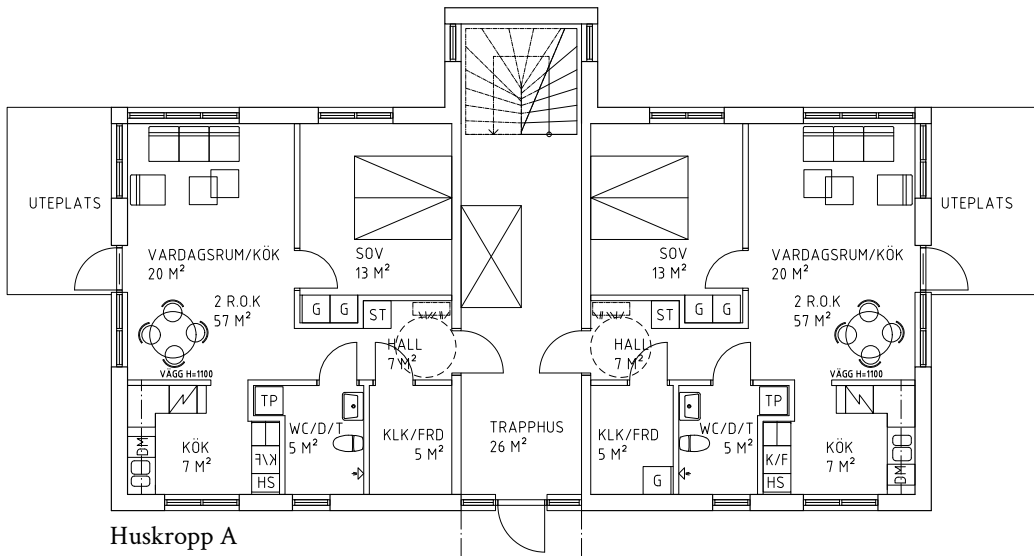 UTEPLATS
VARDAGSRUM/KÖK
20 M²
2 R.O.K
57 M²
SOV
13 M²
G
G
ST
HALL
7 M²
VÄGG H=1100
TP
WC/D/T
5 M²
KLK/FRD
5 M²
KÖK
7 M²
DM
K/F
HS
TRAPPHUS
26 M²
SOV
13 M²
VARDAGSRUM/KÖK
20 M²
2 R.O.K
57 M²
UTEPLATS
HALL
7 M²
ST
G
G
VÄGG H=1100
KLK/FRD
5 M²
G
WC/D/T
5 M²
TP
K/F
HS
KÖK
7 M²
DM
Huskropp A